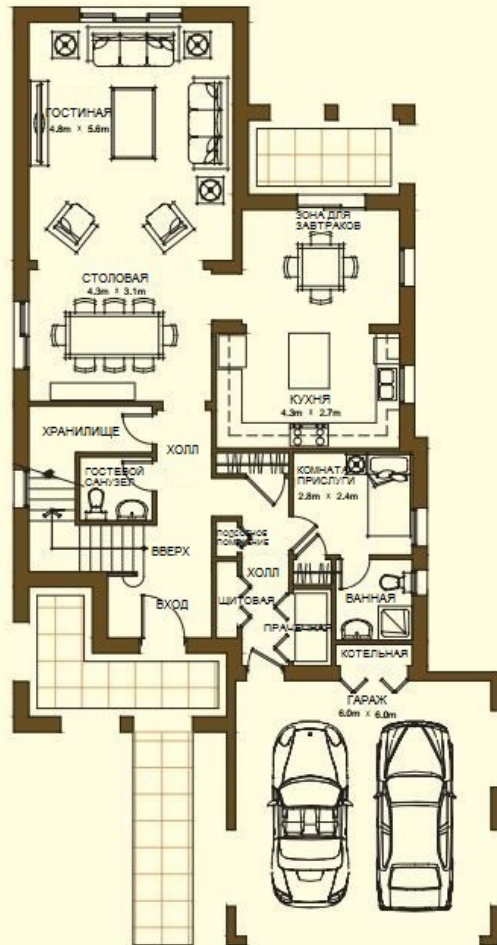 ГОСТИНАЯ
4.8m x 5.6m
ЗОНА ДЛЯ
ЗАВТРАКОВ
СТОЛОВАЯ
4.3m x 3.1m
КУХНЯ
4.3m x 2.7m
ХРАНИЛИЩЕ
ХОЛЛ
ГОСТЕВОЙ
САНУЗЕЛ
КОМНАТА
ПРИСЛУГИ
2.8m x 2.4m
ПОДСОБНОЕ
ПОМЕЩЕНИЕ
ВВЕРХ
ХОЛЛ
ЩИТОВАЯ
ВАННАЯ
ВХОД
ПРАЧЕЧНАЯ
КОТЕЛЬНАЯ
ГАРАЖ
6.0m x 6.0m